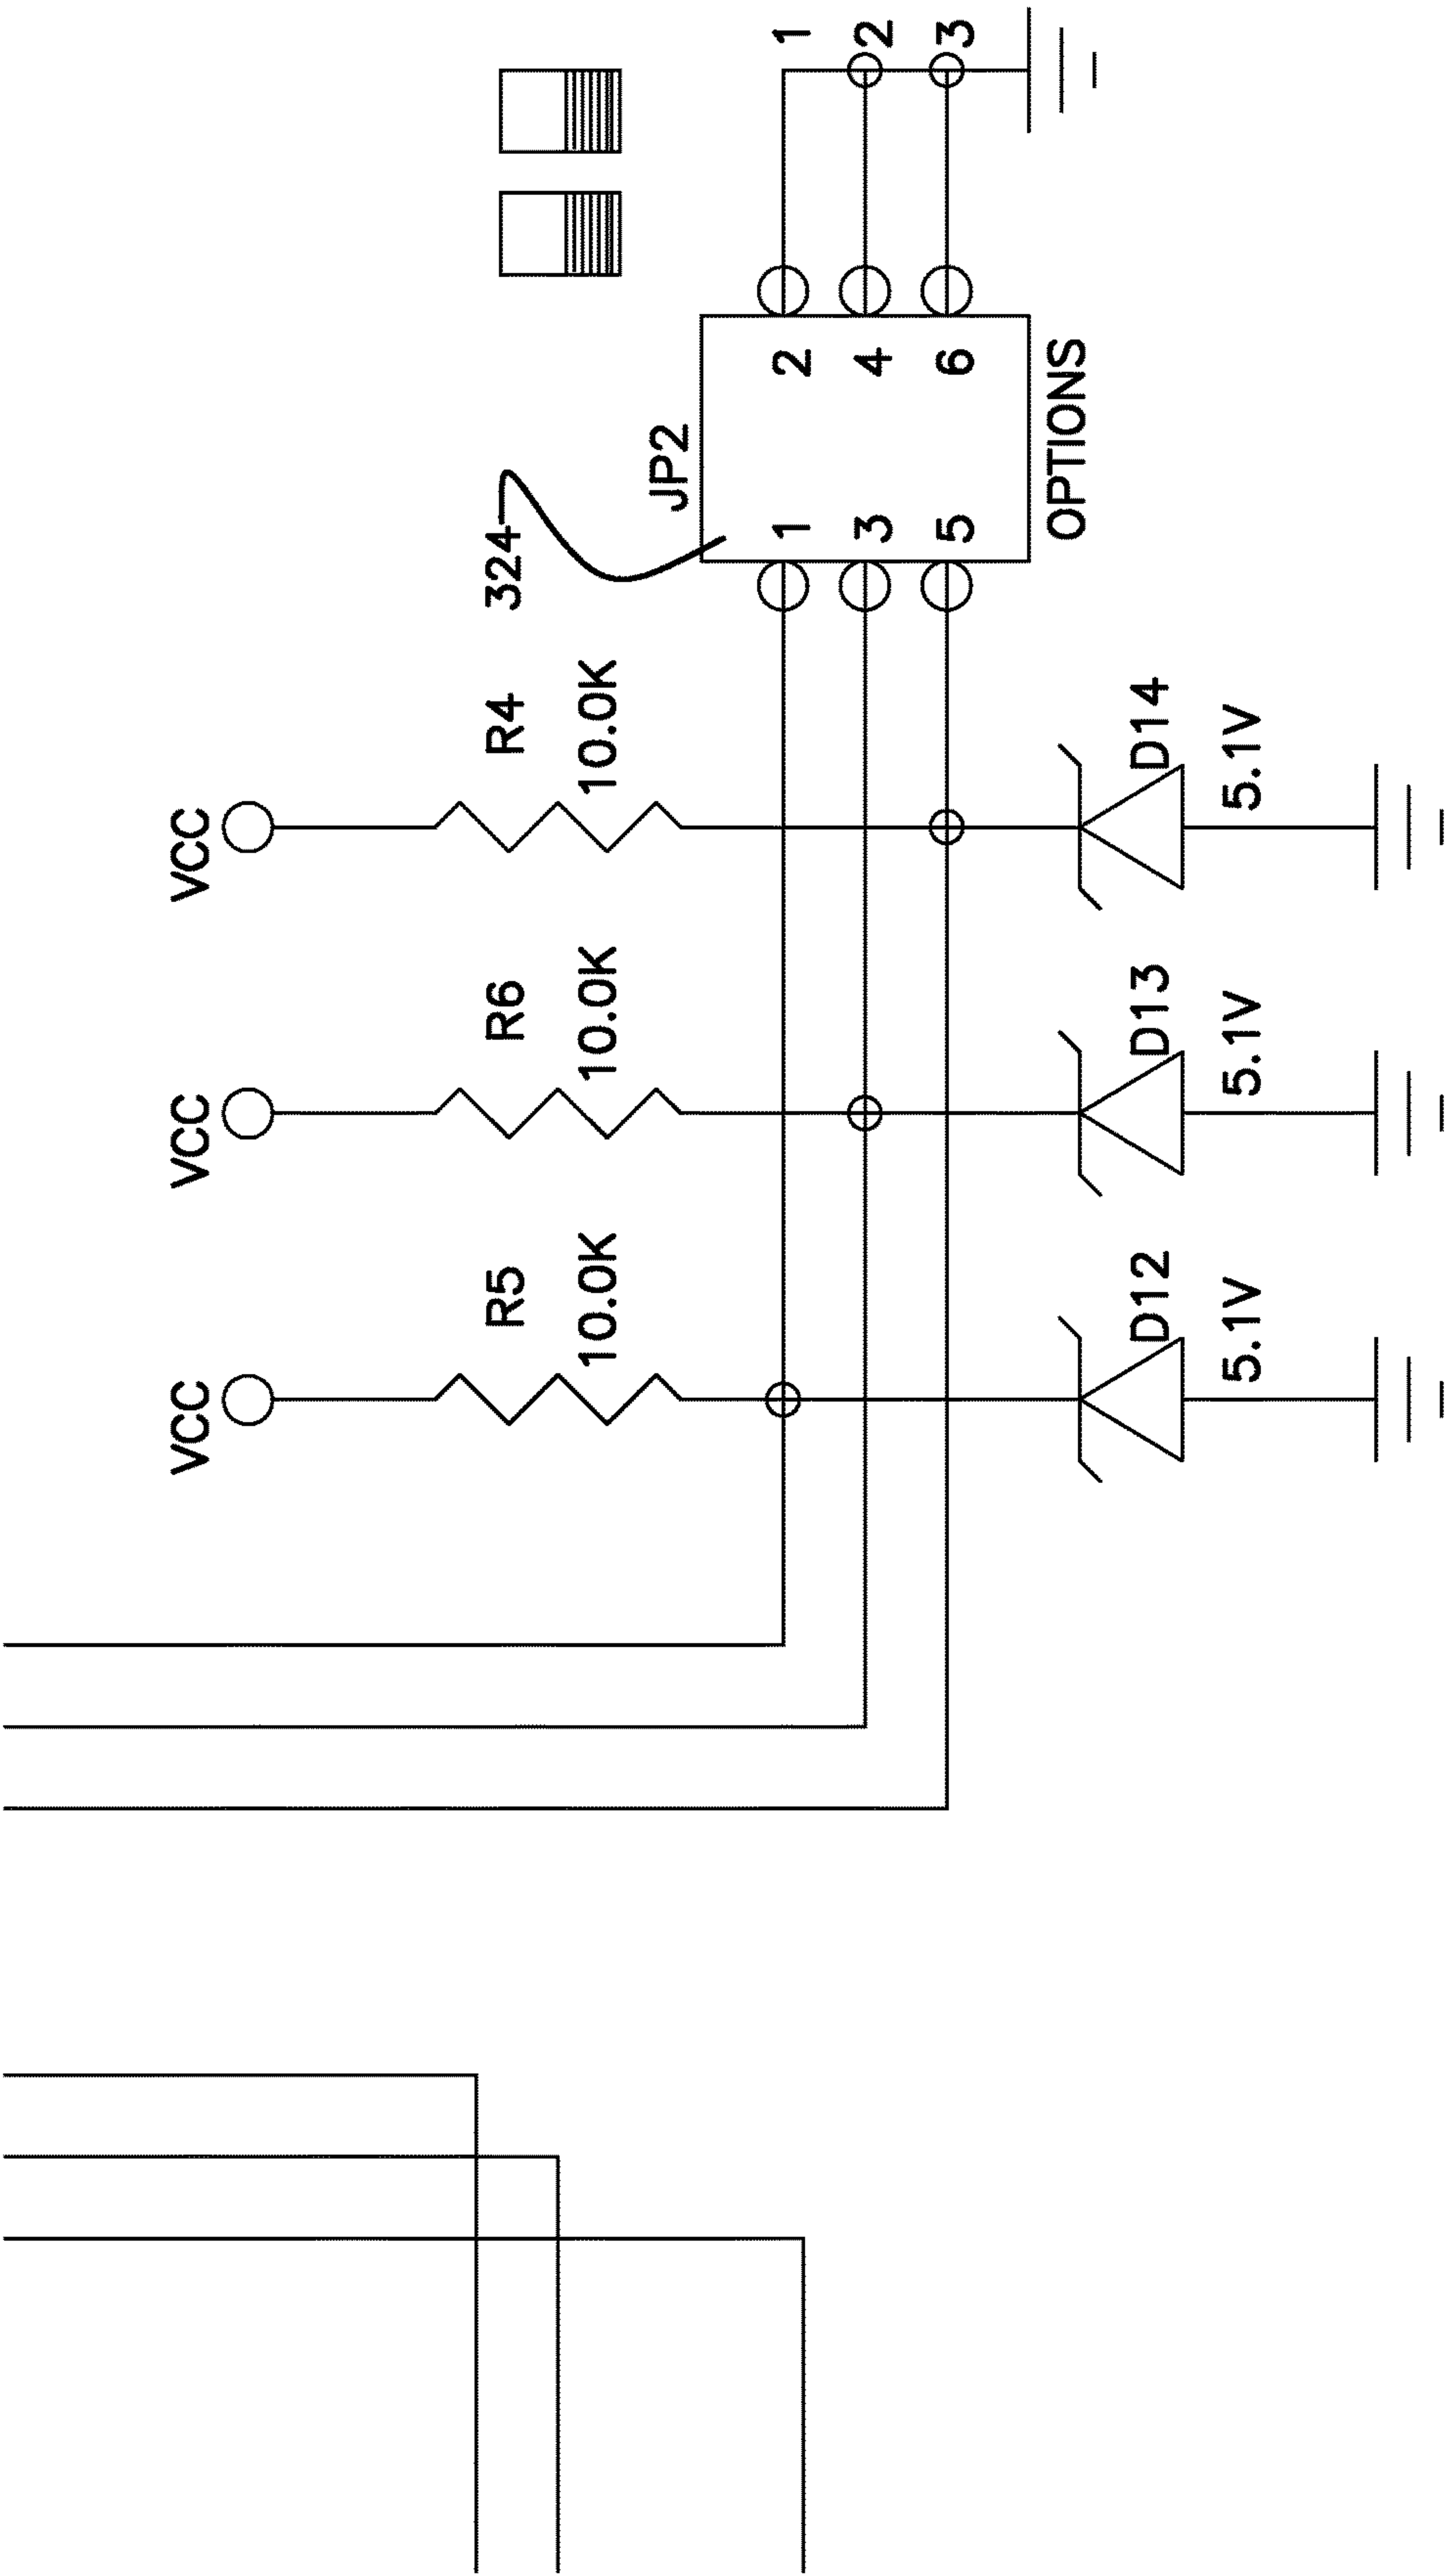 VCC VCC VCC
R5 R6 R4 324
10.0K 10.0K 10.0K
JP2
1 2 1
3 4 2
5 6 3
OPTIONS
D12 D13 D14
5.1V 5.1V 5.1V